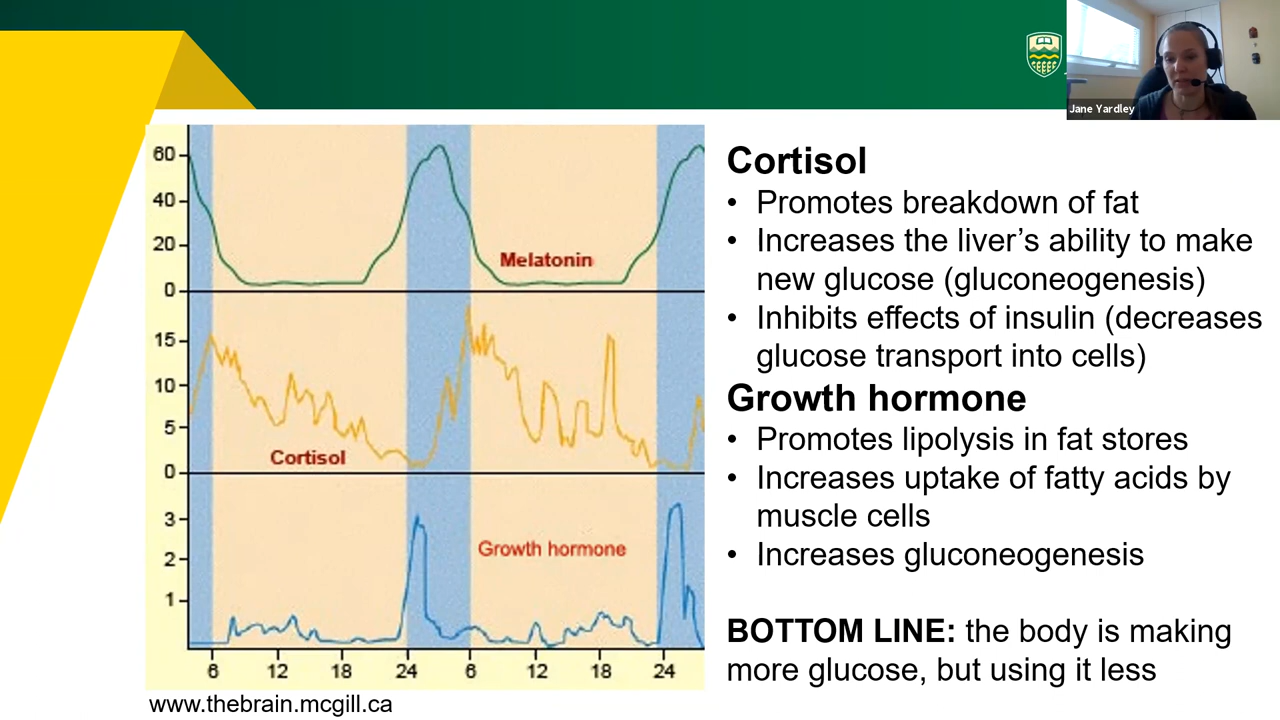 Jane Yardley
60
40
20
0
Melatonin
15
10
5
0
Cortisol
3
2
1
Growth hormone
6 12 18 24 6 12 18 24
www.thebrain.mcgill.ca
Cortisol
• Promotes breakdown of fat
• Increases the liver’s ability to make
new glucose (gluconeogenesis)
• Inhibits effects of insulin (decreases
glucose transport into cells)
Growth hormone
• Promotes lipolysis in fat stores
• Increases uptake of fatty acids by
muscle cells
• Increases gluconeogenesis
BOTTOM LINE: the body is making
more glucose, but using it less